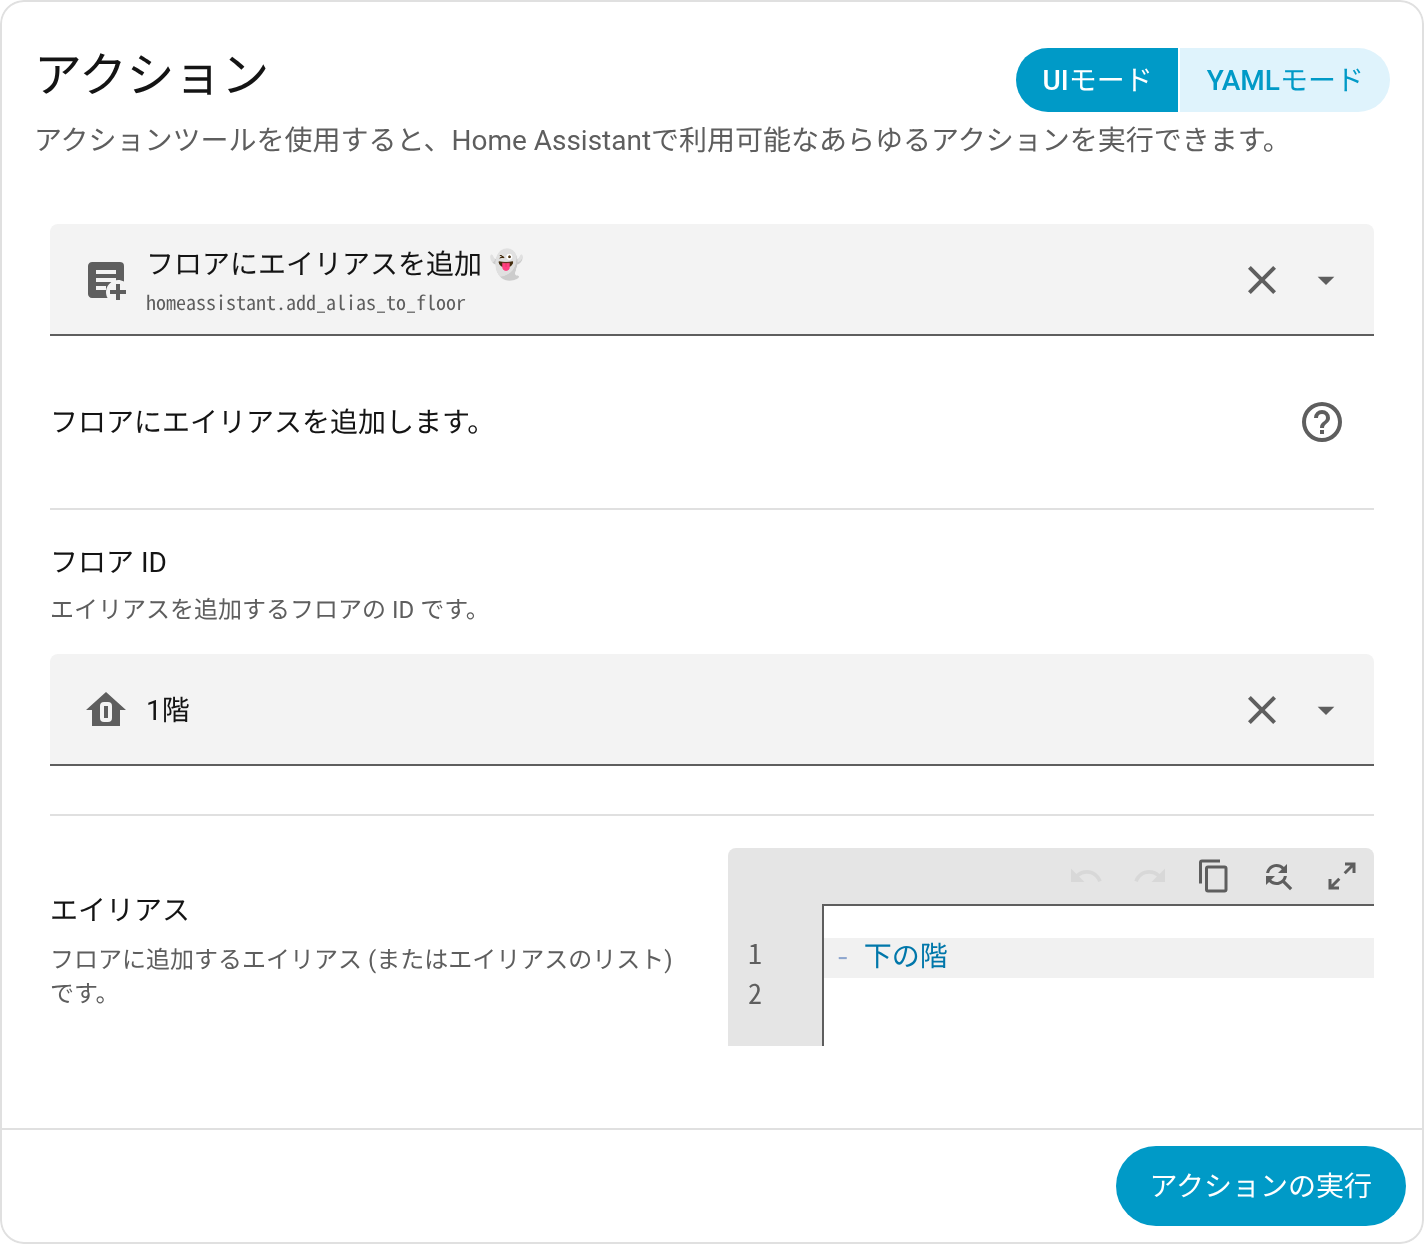 アクション
UIモード
YAMLモード
アクションツールを使用すると、Home Assistantで利用可能なあらゆるアクションを実行できます。
フロアにエイリアスを追加 👻
homeassistant.add_alias_to_floor
フロアにエイリアスを追加します。
フロア ID
エイリアスを追加するフロアの ID です。
0
1階
エイリアス
フロアに追加するエイリアス (またはエイリアスのリスト)
です。
1 - 下の階
2
アクションの実行